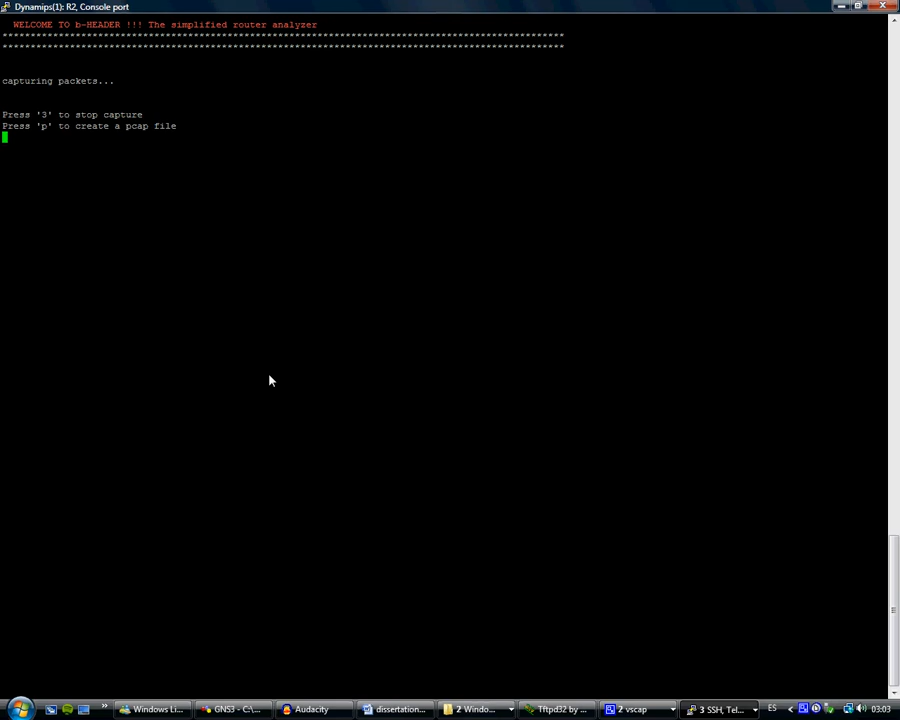 Dynamips(1): R2, Console port
WELCOME TO b-HEADER !!! The simplified router analyzer
****************************************************************************************************
****************************************************************************************************
capturing packets...
Press '3' to stop capture
Press 'p' to create a pcap file
» Windows Li... GNS3 - C:\... Audacity dissertation... 2 Windo... Tftpd32 by ... 2 vscap 3 SSH, Tel... ES < 03:03